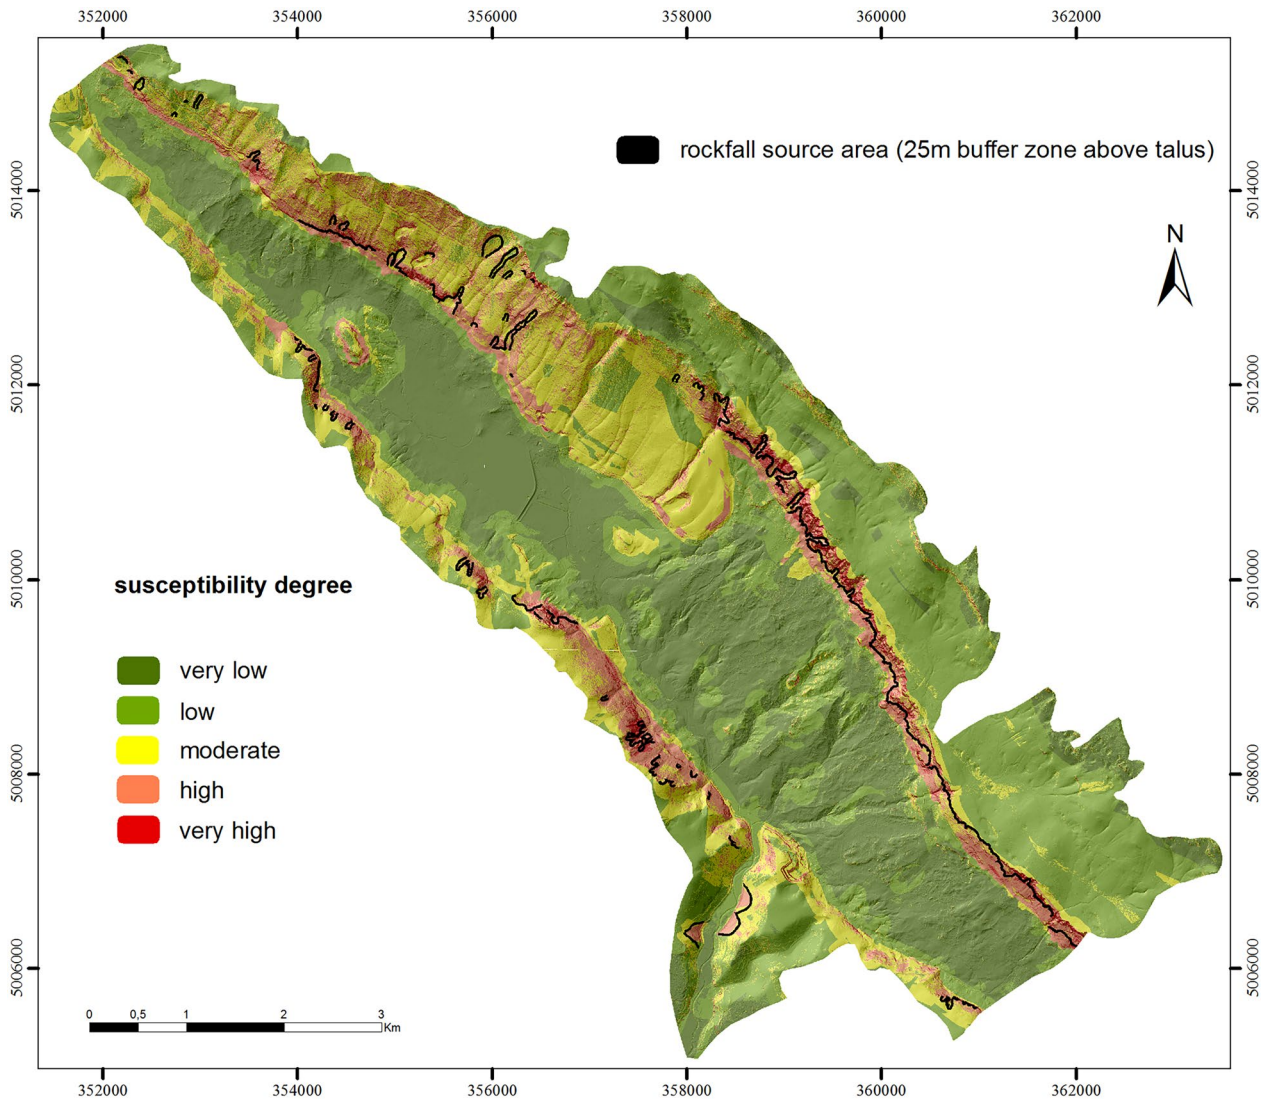 352000 354000 356000 358000 360000 362000
rockfall source area (25m buffer zone above talus)
5014000 5014000
N
5012000 5012000
5010000 5010000
susceptibility degree
very low
low
moderate
high
very high
5008000 5008000
5006000 5006000
0 0,5 1 2 3
Km
352000 354000 356000 358000 360000 362000